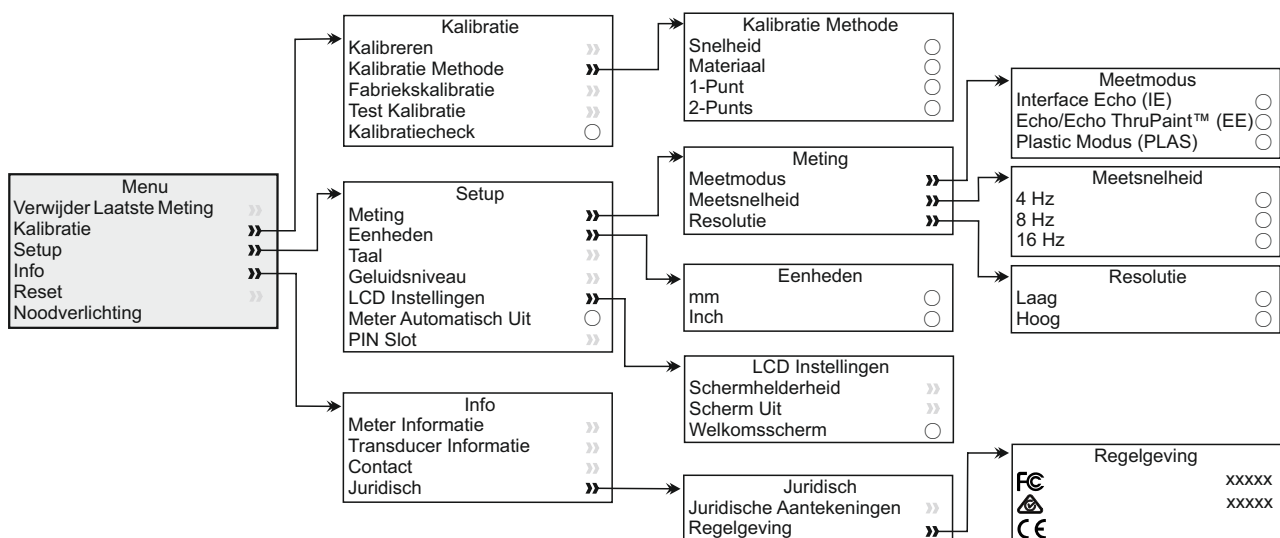 Menu
Verwijder Laatste Meting
Kalibratie
Setup
Info
Reset
Noodverlichting
Kalibratie
Kalibreren
Kalibratie Methode
Fabriekskalibratie
Test Kalibratie
Kalibratiecheck
Setup
Meting
Eenheden
Taal
Geluidsniveau
LCD Instellingen
Meter Automatisch Uit
PIN Slot
Info
Meter Informatie
Transducer Informatie
Contact
Juridisch
Kalibratie Methode
Snelheid
Materiaal
1-Punt
2-Punts
Meting
Meetmodus
Meetsnelheid
Resolutie
Eenheden
mm
Inch
LCD Instellingen
Schermhelderheid
Scherm Uit
Welkomsscherm
Juridisch
Juridische Aantekeningen
Regelgeving
Meetmodus
Interface Echo (IE)
Echo/Echo ThruPaint™ (EE)
Plastic Modus (PLAS)
Meetsnelheid
4 Hz
8 Hz
16 Hz
Resolutie
Laag
Hoog
Regelgeving
FC xxxxx
xxxxx
CE